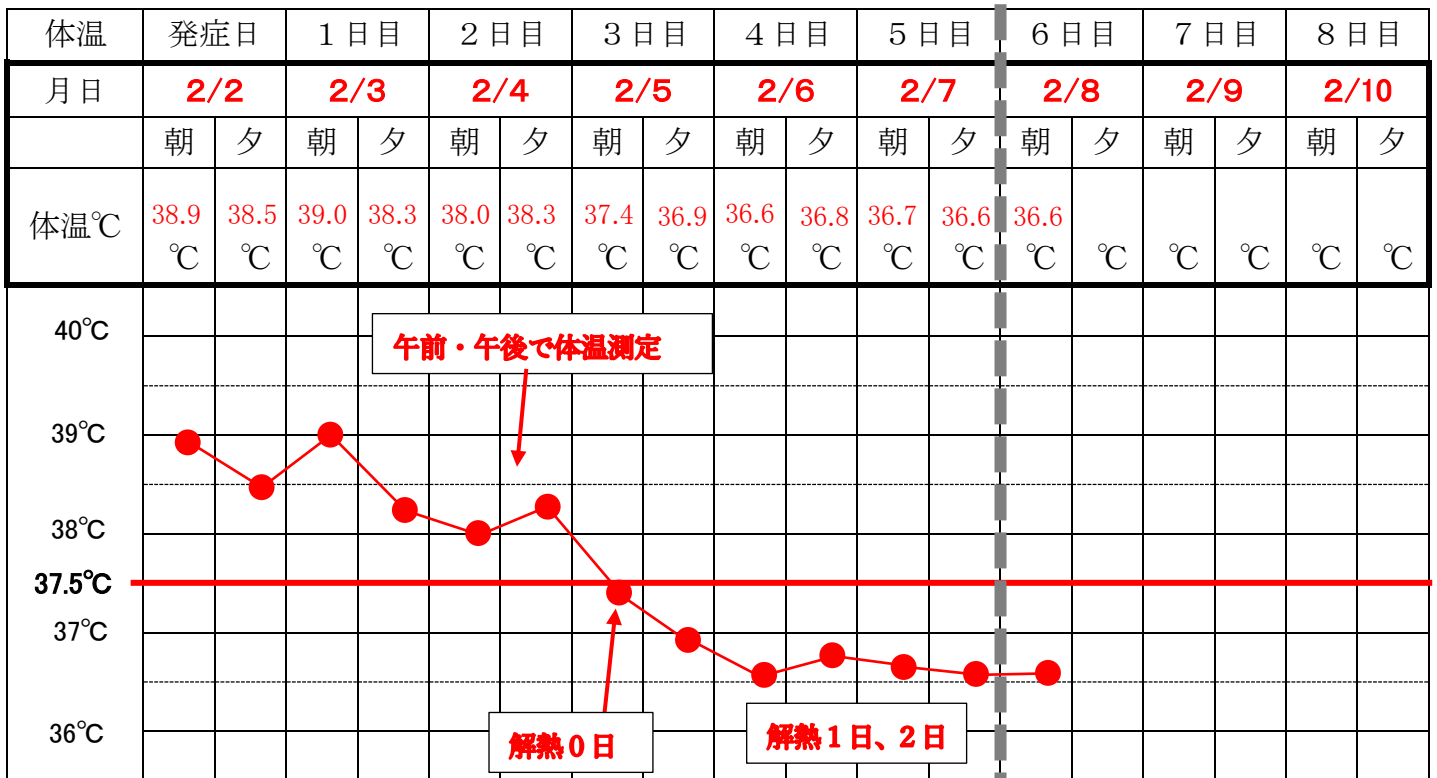 体温 発症日 1日目 2日目 3日目 4日目 5日目 6日目 7日目 8日目
月日 2/2 2/3 2/4 2/5 2/6 2/7 2/8 2/9 2/10
朝 夕 朝 夕 朝 夕 朝 夕 朝 夕 朝 夕 朝 夕 朝 夕 朝 夕
38.9 38.5 39.0 38.3 38.0 38.3 37.4 36.9 36.6 36.8 36.7 36.6 36.6
体温℃ ℃ ℃ ℃ ℃ ℃ ℃ ℃ ℃ ℃ ℃ ℃ ℃ ℃ ℃ ℃ ℃ ℃ ℃
40℃
午前・午後で体温測定
39℃
38℃
37.5℃
37℃
36℃
解熱0日
解熱1日、2日